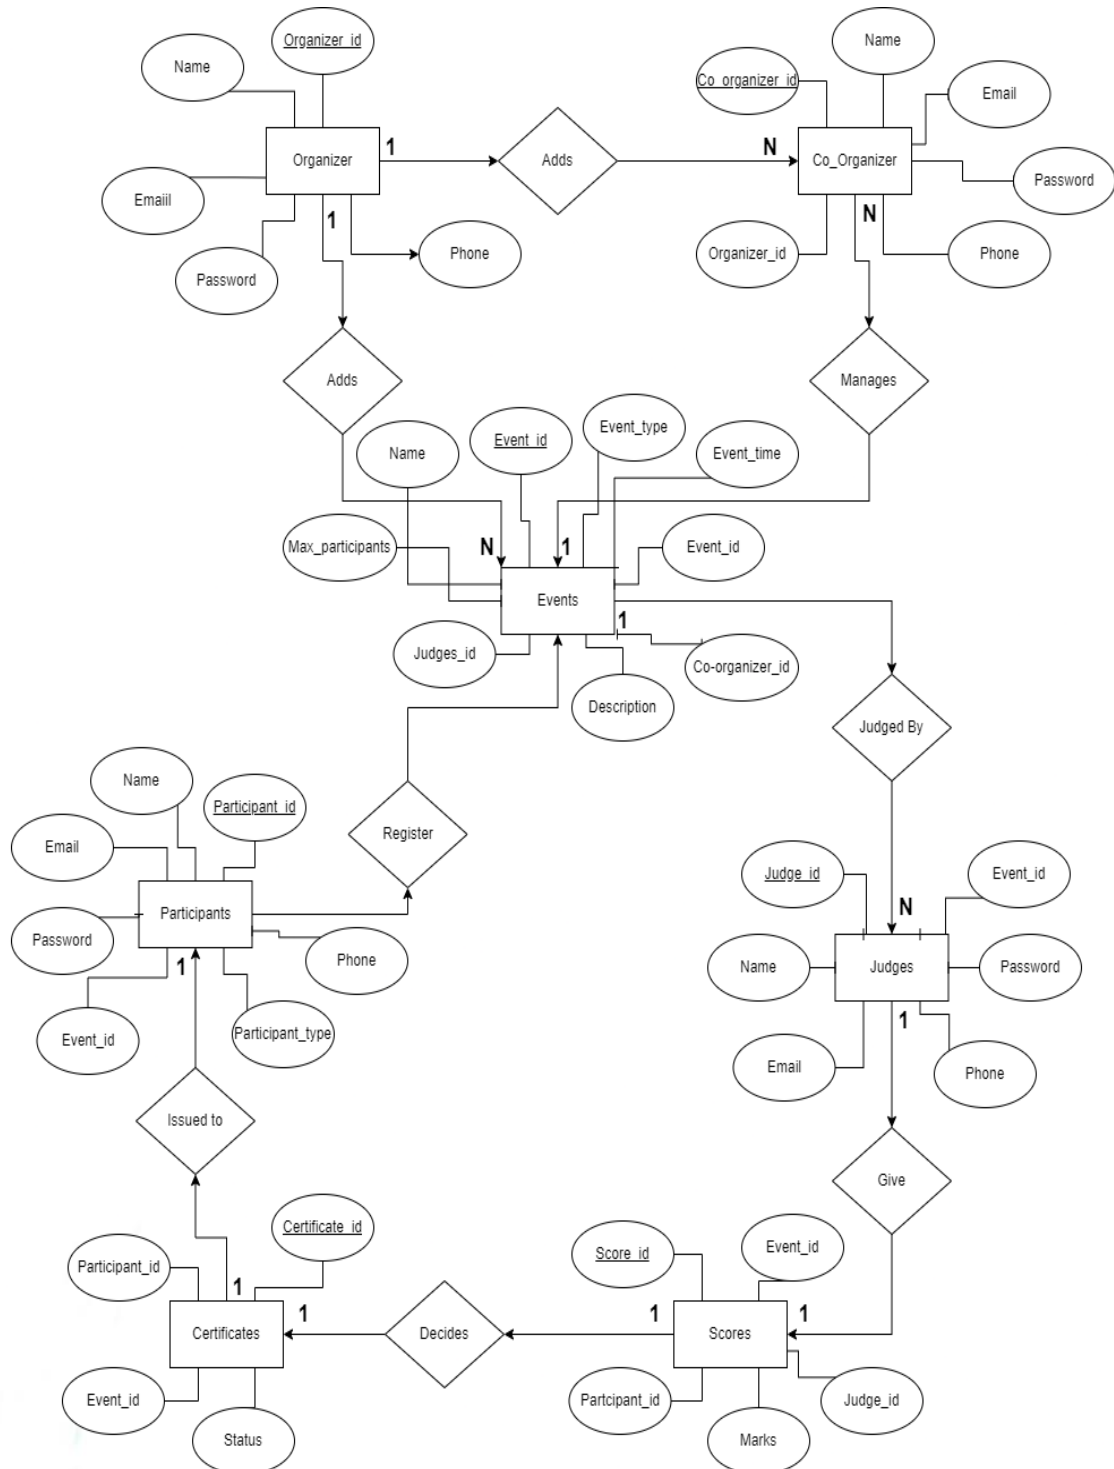 Organizer_id
Name
Name
Co_organizer_id
Email
1
Organizer
Adds
N
Co_Organizer
Password
Emaiil
1
N
Password
Phone
Organizer_id
Phone
Adds
Manages
Name
Event_id
Event_type
Event_time
Max_participants
N
1
Event_id
Events
1
Judges_id
Co-organizer_id
Description
Judged By
Name
Participant_id
Register
Email
Judge_id
Event_id
Participants
N
Password
1
Phone
Name
Judges
Password
1
Event_id
Participant_type
Email
Phone
Issued to
Give
Certificate_id
Participant_id
Score_id
Event_id
1
1
1
1
Certificates
Decides
Scores
Event_id
Status
Partcipant_id
Marks
Judge_id